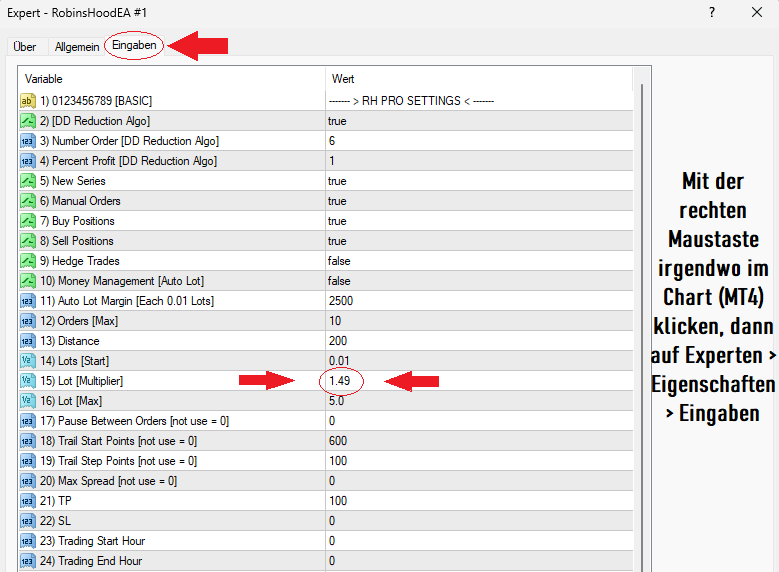 Expert - RobinsHoodEA #1
? ×
Über Allgemein Eingaben
Variable Wert
ab 1) 0123456789 [BASIC] ------- > RH PRO SETTINGS < -------
2) [DD Reduction Algo] true
123 3) Number Order [DD Reduction Algo] 6
123 4) Percent Profit [DD Reduction Algo] 1
5) New Series true
6) Manual Orders true
7) Buy Positions true
8) Sell Positions true
9) Hedge Trades false
10) Money Management [Auto Lot] false
123 11) Auto Lot Margin [Each 0.01 Lots] 2500
123 12) Orders [Max] 10
123 13) Distance 200
½ 14) Lots [Start] 0.01
½ 15) Lot [Multiplier] 1.49
½ 16) Lot [Max] 5.0
123 17) Pause Between Orders [not use = 0] 0
123 18) Trail Start Points [not use = 0] 600
123 19) Trail Step Points [not use = 0] 100
123 20) Max Spread [not use = 0] 0
123 21) TP 100
123 22) SL 0
123 23) Trading Start Hour 0
123 24) Trading End Hour 0
Mit der
rechten
Maustaste
irgendwo im
Chart (MT4)
klicken, dann
auf Experten >
Eigenschaften
> Eingaben